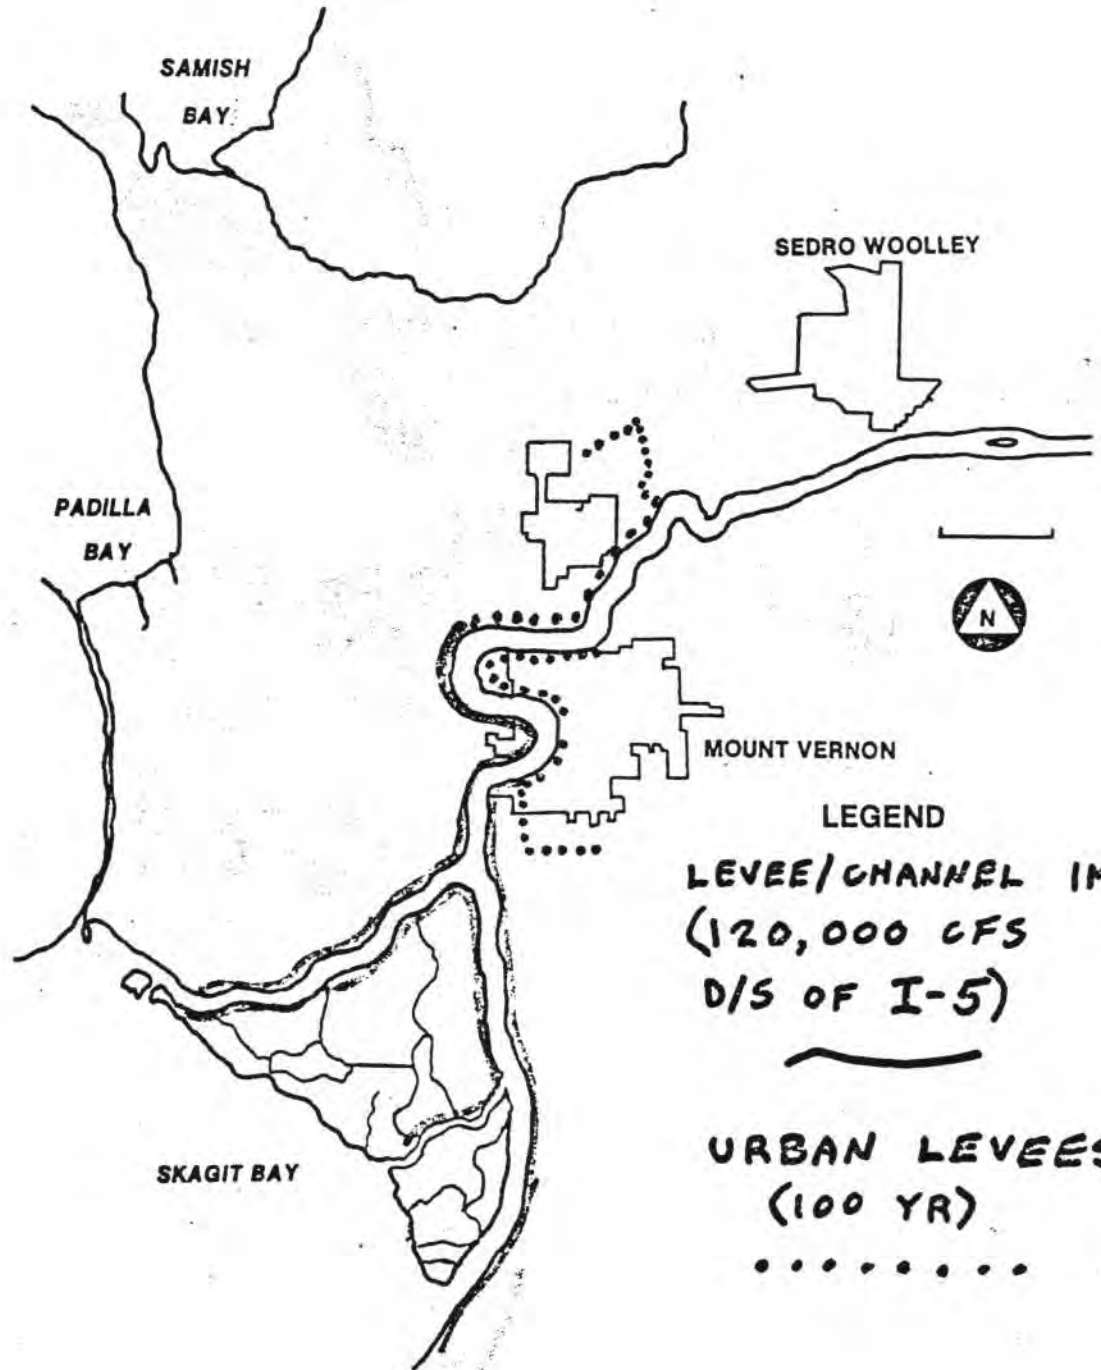 SAMISH
BAY
SEDRO WOOLLEY
PADILLA
BAY
N
MOUNT VERNON
LEGEND
LEVEE/CHANNEL
(120,000 CFS
D/S OF I-5)
URBAN LEVEES
(100 YR)
SKAGIT BAY